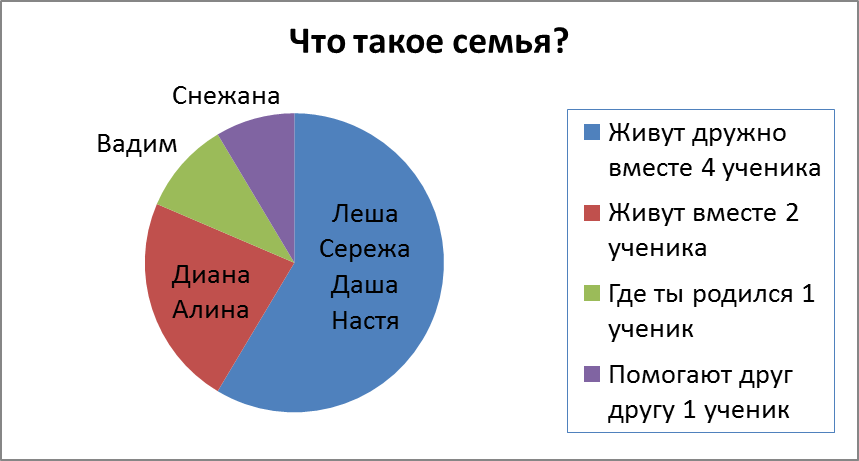 Что такое семья?
Снежана
Вадим
Леша
Сережа
Даша
Настя
Диана
Алина
Живут дружно
вместе 4 ученика
Живут вместе 2
ученика
Где ты родился 1
ученик
Помогают друг
другу 1 ученик